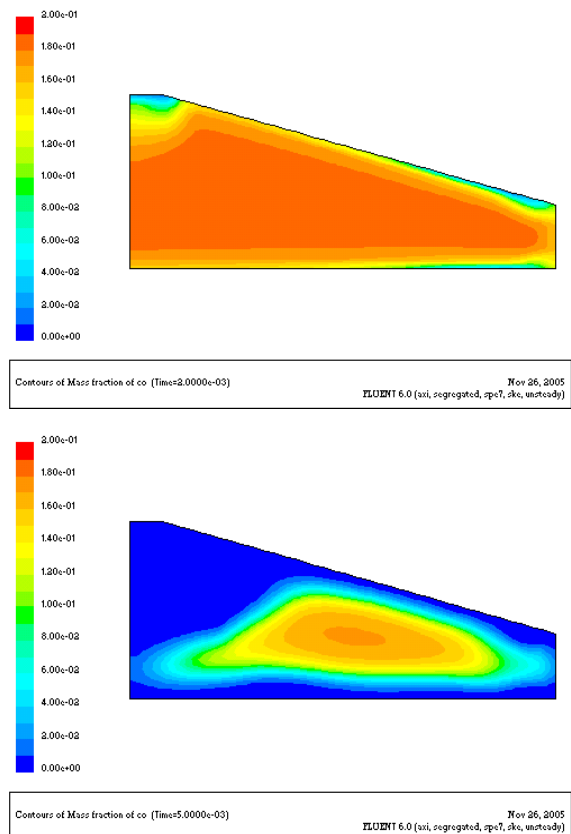 2.00e-01
1.80e-01
1.60e-01
1.40e-01
1.20e-01
1.00e-01
8.00e-02
6.00e-02
4.00e-02
2.00e-02
0.00e+00
Contours of Mass fraction of co (Time=2.0000e-03)
Nov 26, 2005
FLUENT 6.0 (axi, segregated, spe7, ske, unsteady)
2.00e-01
1.80e-01
1.60e-01
1.40e-01
1.20e-01
1.00e-01
8.00e-02
6.00e-02
4.00e-02
2.00e-02
0.00e+00
Contours of Mass fraction of co (Time=5.0000e-03)
Nov 26, 2005
FLUENT 6.0 (axi, segregated, spe7, ske, unsteady)